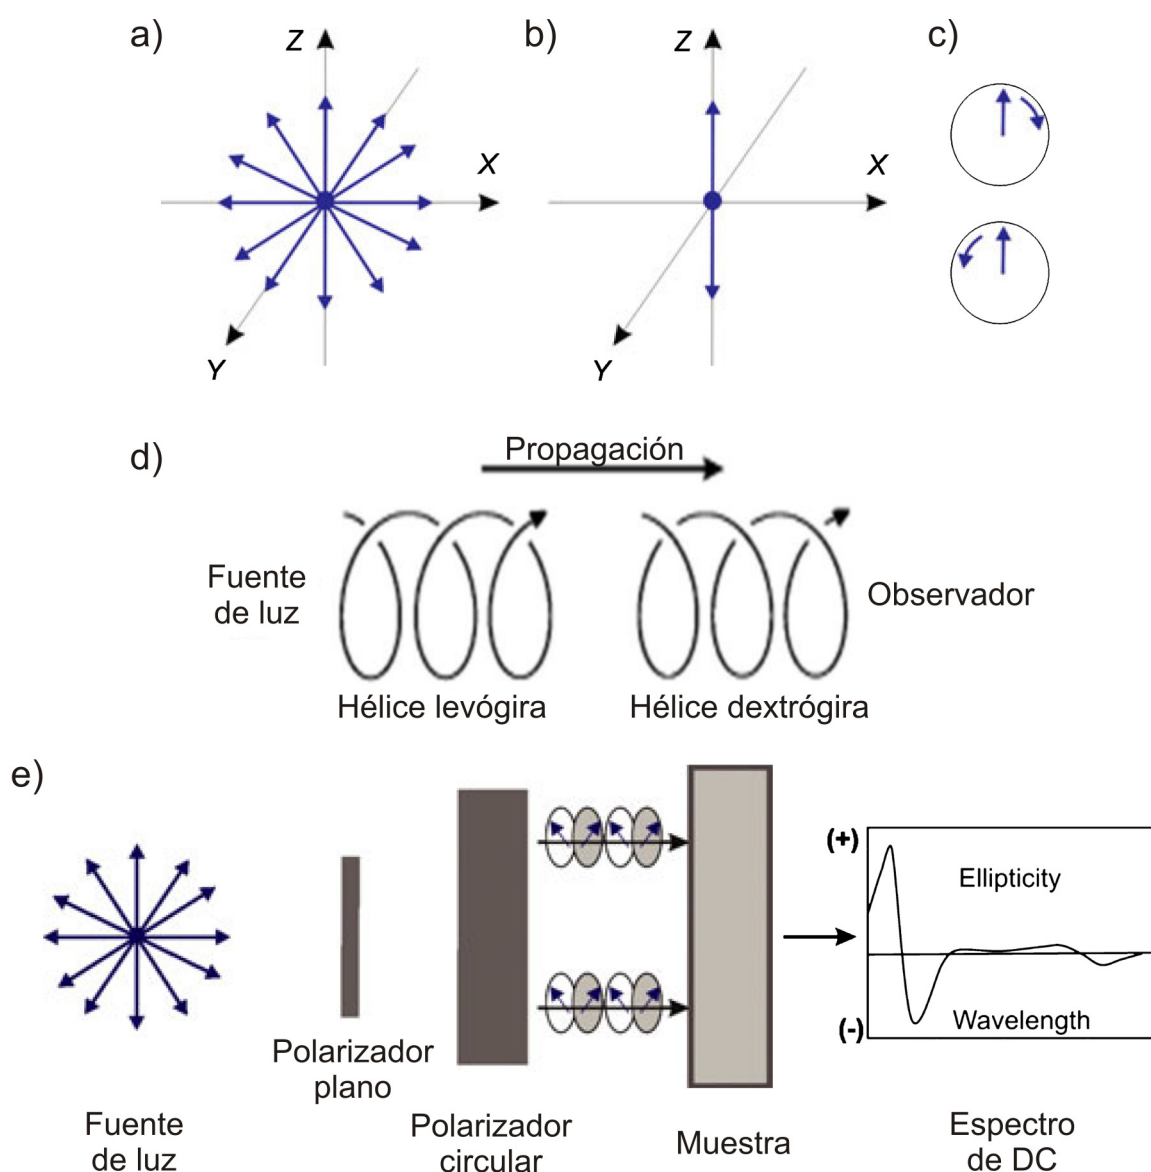 a)
Z
X
Y
b)
Z
X
Y
c)
d)
Propagación
Fuente
de luz
Observador
Hélice levógira
Hélice dextrógira
e)
(+)
Ellipticity
(-)
Wavelength
Polarizador
plano
Fuente
de luz
Polarizador
circular
Muestra
Espectro
de DC